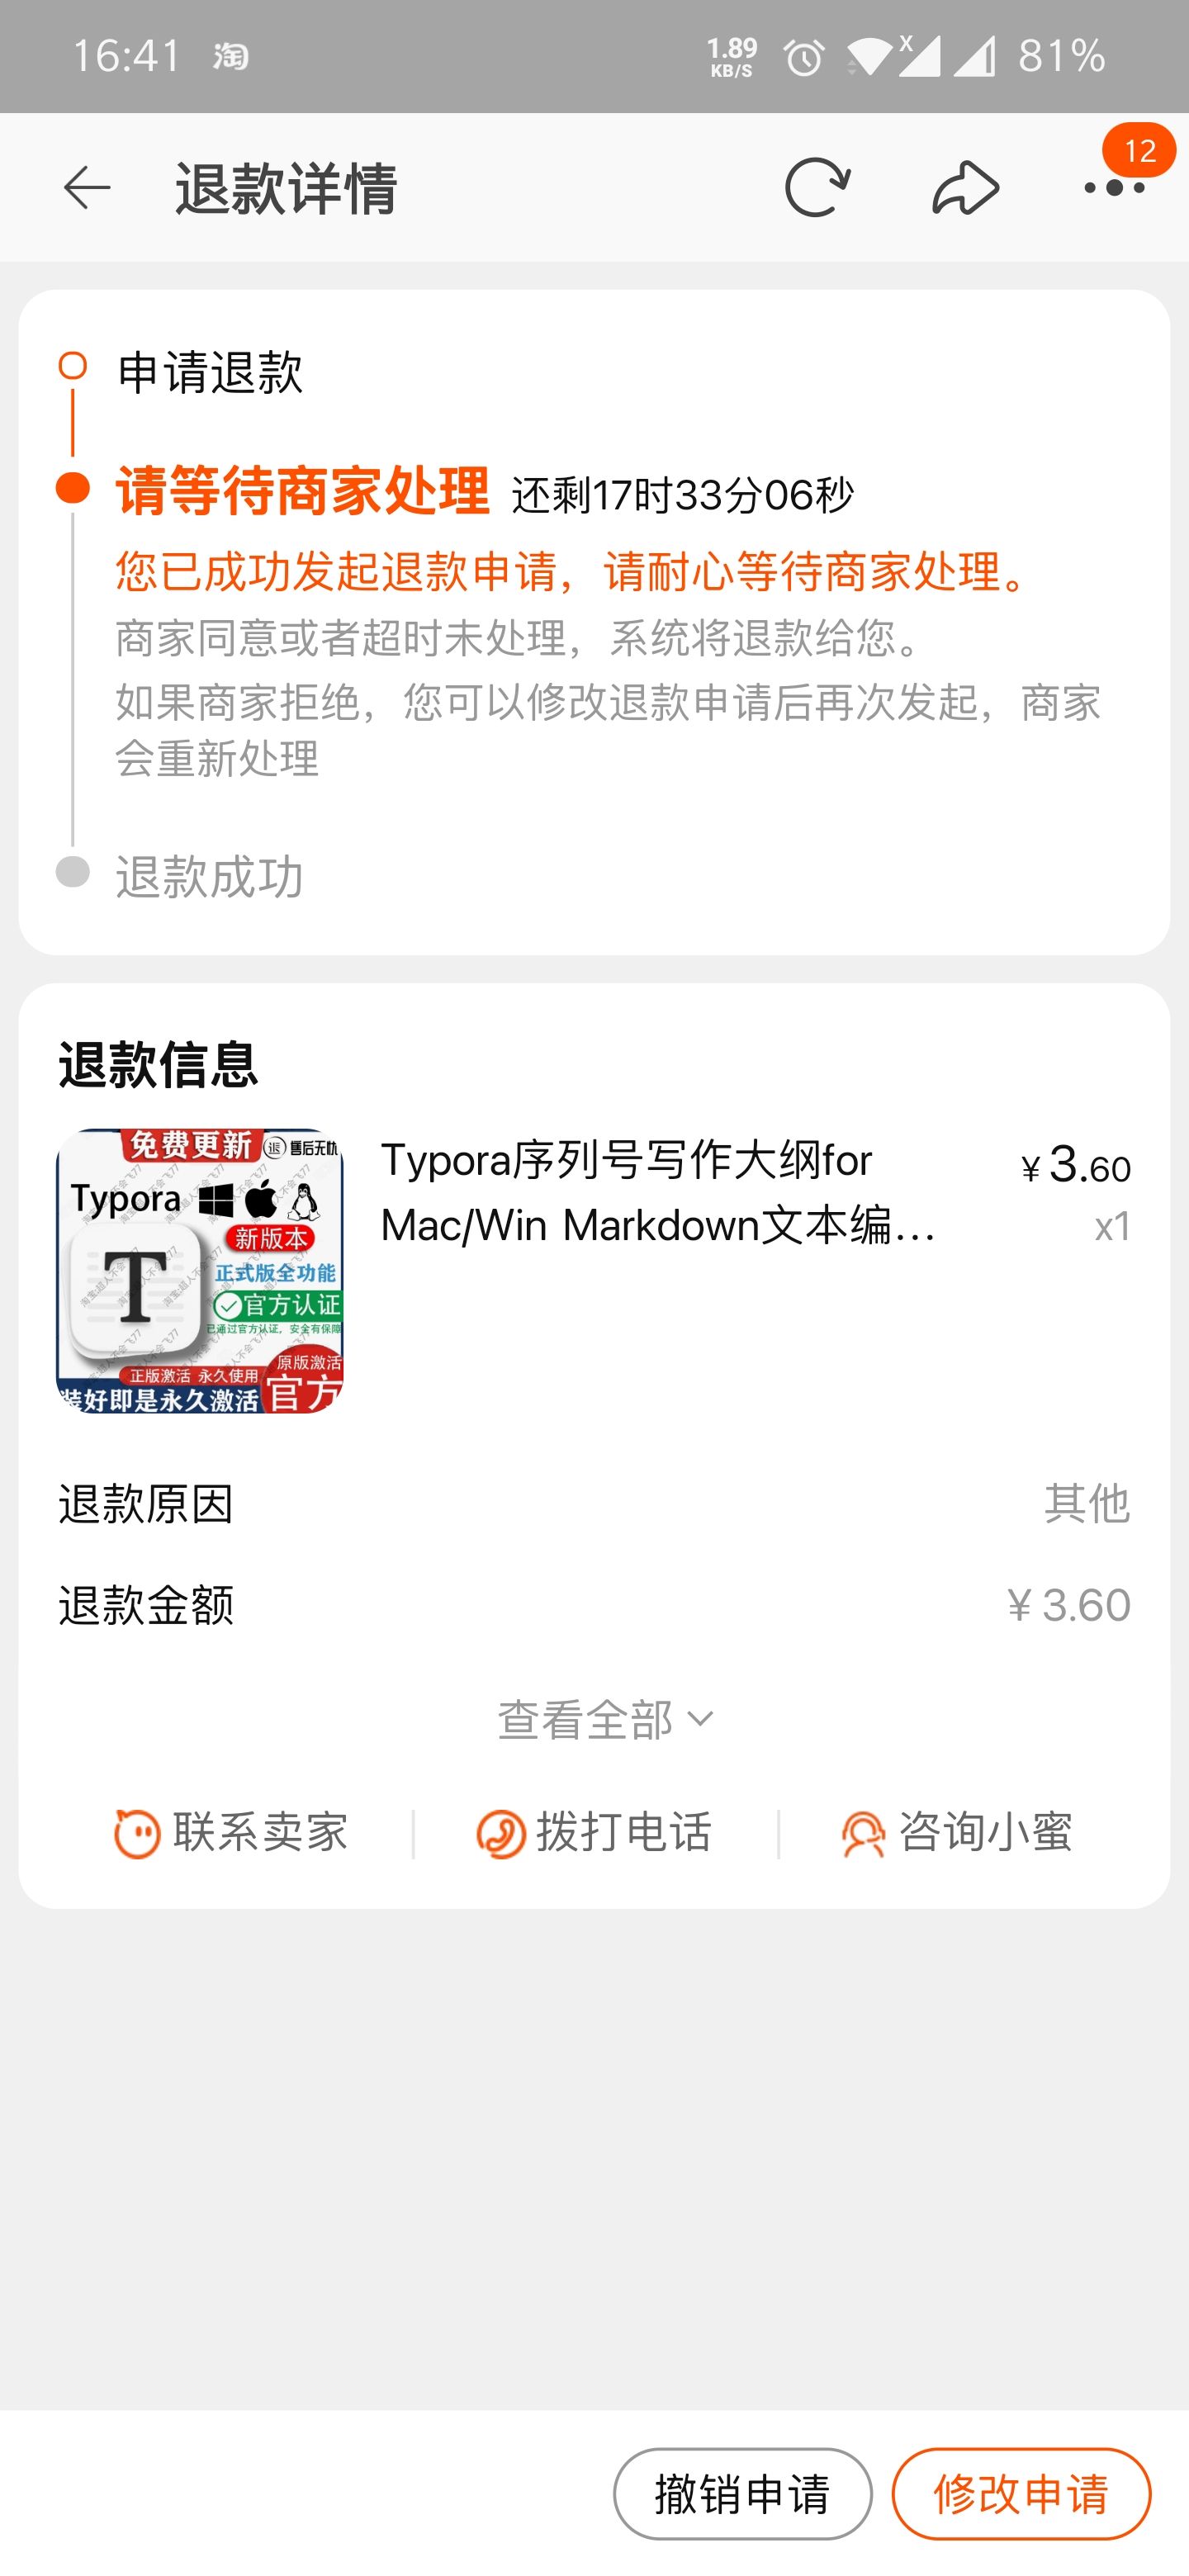 16:41 淘 1.89 KB/S 81%
退款详情
12
申请退款
请等待商家处理 还剩17时33分06秒
您已成功发起退款申请，请耐心等待商家处理。
商家同意或者超时未处理，系统将退款给您。
如果商家拒绝，您可以修改退款申请后再次发起，商家
会重新处理
退款成功
退款信息
免费更新 退 售后无忧
Typora
新版本
正式版全功能
官方认证
已通过官方认证，安全有保障
T
正版激活 永久使用
原版激活
装好即是永久激活
官方
Typora序列号写作大纲for
Mac/Win Markdown文本编...
¥3.60
x1
退款原因 其他
退款金额 ¥3.60
查看全部
联系卖家 拨打电话 咨询小蜜
撤销申请 修改申请